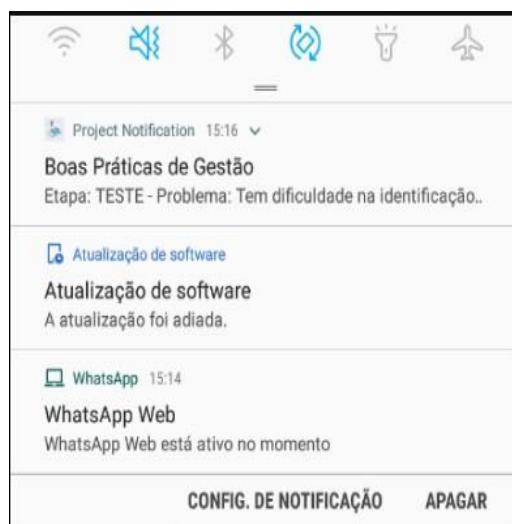 Project Notification 15:16
Boas Práticas de Gestão
Etapa: TESTE - Problema: Tem dificuldade na identificação..
Atualização de software
Atualização de software
A atualização foi adiada.
WhatsApp 15:14
WhatsApp Web
WhatsApp Web está ativo no momento
CONFIG. DE NOTIFICAÇÃO APAGAR